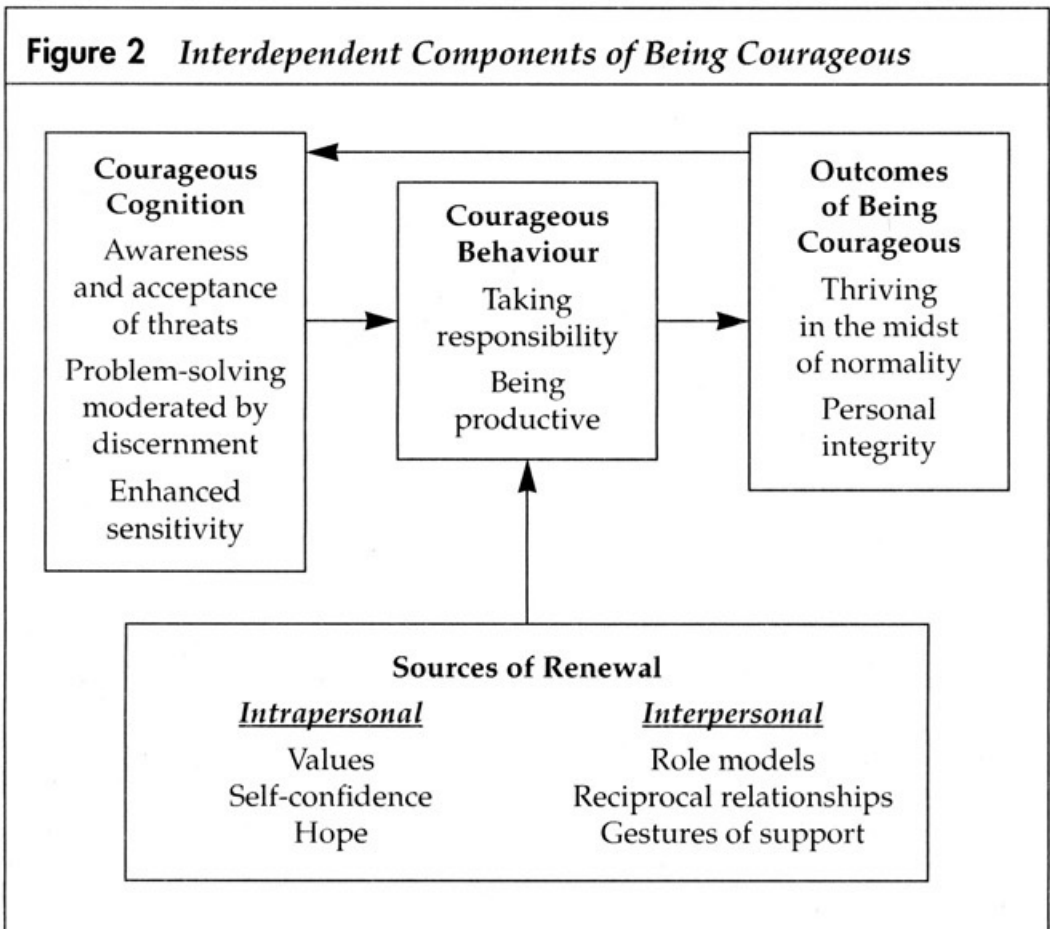 Figure 2 Interdependent Components of Being Courageous
Courageous
Cognition
Awareness
and acceptance
of threats
Problem-solving
moderated by
discernment
Enhanced
sensitivity
Courageous
Behaviour
Taking
responsibility
Being
productive
Outcomes
of Being
Courageous
Thriving
in the midst
of normality
Personal
integrity
Sources of Renewal
Intrapersonal
Values
Self-confidence
Hope
Interpersonal
Role models
Reciprocal relationships
Gestures of support